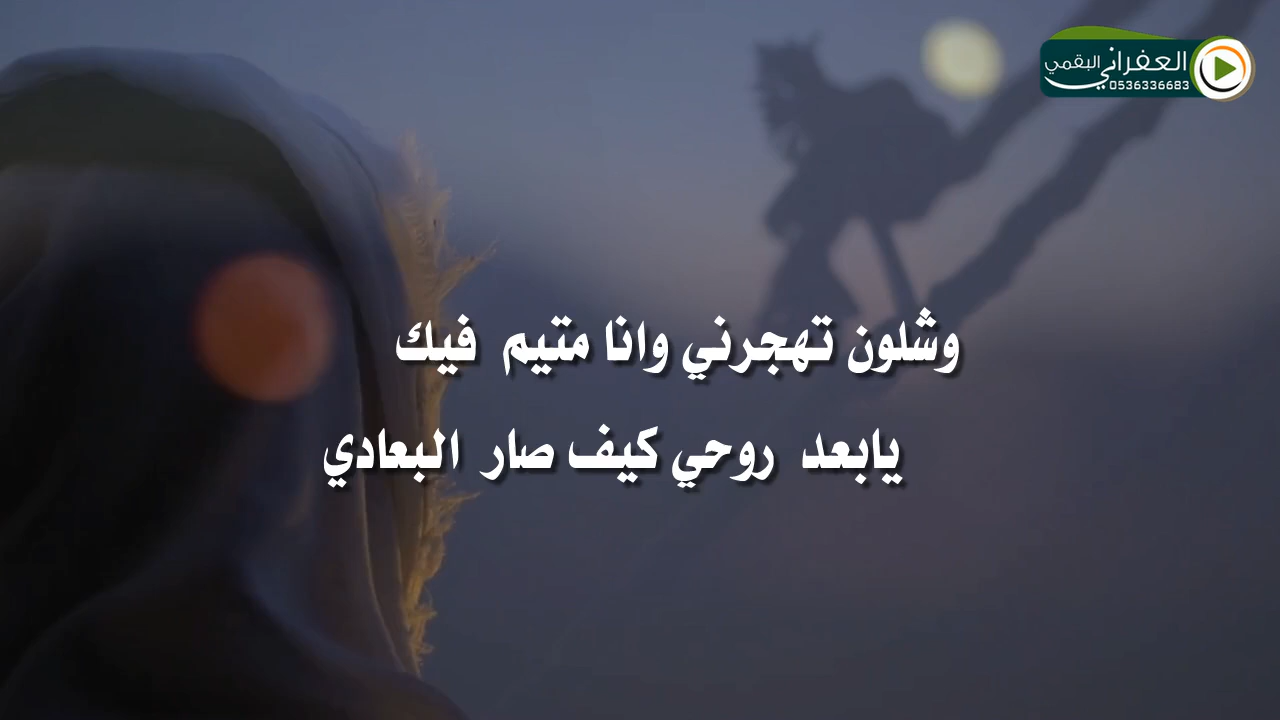 العفراني البقمي
0536336683
وشلون تهجرني وانا متيم فيك
يابعد روحي كيف صار البعادي